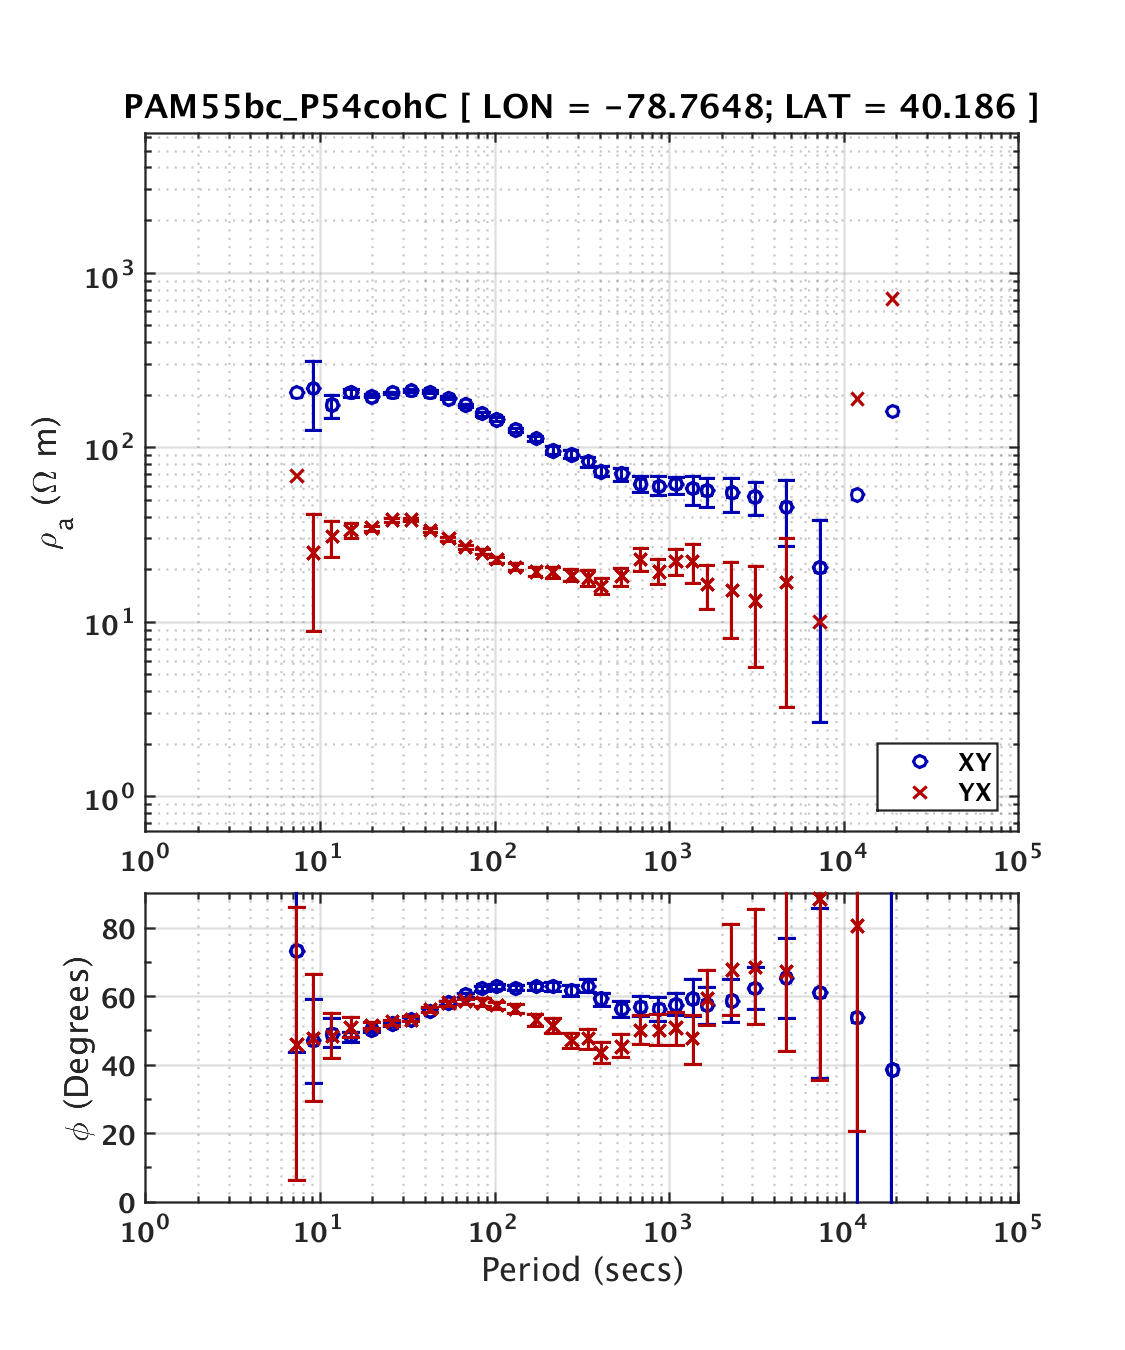 PAM55bc_P54cohC [ LON = -78.7648; LAT = 40.186 ]
ρa (Ω m)
10³
10²
10¹
10⁰
XY
YX
10⁰ 10¹ 10² 10³ 10⁴ 10⁵
ϕ (Degrees)
80
60
40
20
0
10⁰ 10¹ 10² 10³ 10⁴ 10⁵
Period (secs)